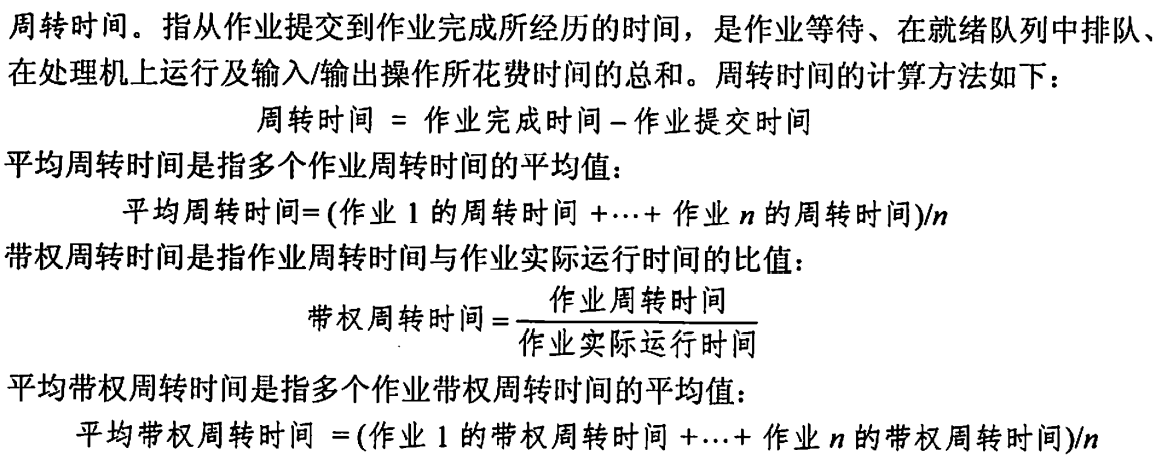 周转时间。指从作业提交到作业完成所经历的时间，是作业等待、在就绪队列中排队、
在处理机上运行及输入/输出操作所花费时间的总和。周转时间的计算方法如下：
周转时间 = 作业完成时间 – 作业提交时间
平均周转时间是指多个作业周转时间的平均值：
平均周转时间= (作业 1 的周转时间 +⋯+ 作业 n 的周转时间)/n
带权周转时间是指作业周转时间与作业实际运行时间的比值：
作业周转时间
带权周转时间 =
作业实际运行时间
平均带权周转时间是指多个作业带权周转时间的平均值：
平均带权周转时间 = (作业 1 的带权周转时间 +⋯+ 作业 n 的带权周转时间)/n